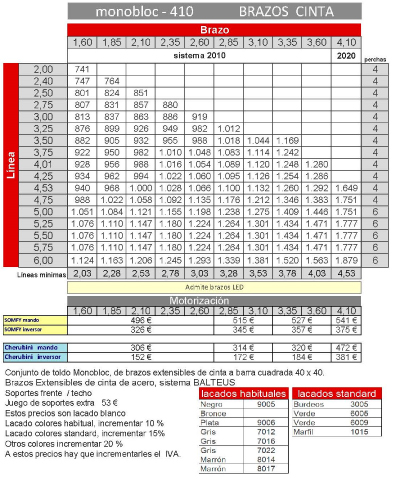 monobloc - 410 BRAZOS CINTA
Brazo
1,60 1,85 2,10 2,35 2,60 2,85 3,10 3,30 3,80 4,10
sistema 2010 2020 perchas
Línea
2,00 741 4
2,40 747 764 4
2,50 801 824 851 4
2,75 807 831 857 880 4
3,00 813 837 863 886 919 4
3,25 876 899 926 949 982 1.012 4
3,50 882 905 932 955 988 1.018 1.044 1.169 4
3,75 922 950 982 1.010 1.048 1.083 1.114 1.242 4
4,01 928 956 988 1.016 1.054 1.089 1.120 1.248 1.280 4
4,25 934 962 994 1.022 1.060 1.095 1.126 1.254 1.286 4
4,53 940 968 1.000 1.028 1.066 1.100 1.132 1.260 1.292 1.649 4
4,75 988 1.022 1.058 1.092 1.135 1.176 1.212 1.346 1.383 1.751 4
5,00 1.051 1.084 1.121 1.155 1.198 1.238 1.275 1.409 1.446 1.751 6
5,25 1.076 1.110 1.147 1.180 1.224 1.264 1.301 1.434 1.471 1.777 6
5,50 1.076 1.110 1.147 1.180 1.224 1.264 1.301 1.434 1.471 1.777 6
5,75 1.076 1.110 1.147 1.180 1.224 1.264 1.301 1.434 1.471 1.777 6
6,00 1.124 1.163 1.206 1.245 1.293 1.339 1.381 1.520 1.563 1.879 6
Líneas mínimas 2,03 2,28 2,53 2,78 3,03 3,28 3,53 3,78 4,03 4,53
Admite brazos LED
Motorización
1,60 1,85 2,10 2,35 2,60 2,85 3,10 3,30 3,80 4,10
SOMFY mando 496 € 515 € 527 € 541 €
SOMFY inversor 326 € 345 € 357 € 375 €
Cherubini mando 306 € 314 € 320 € 472 €
Cherubini inversor 152 € 172 € 184 € 381 €
Conjunto de toldo Monobloc, de brazos extensibles de cinta a barra cuadrada 40 x 40.
Brazos Extensibles de cinta de acero, sistema BALTEUS
Soportes frente / techo
Juego de soportes extra 53 €
Estos precios son lacado blanco
Lacado colores habitual, incrementar 10 %
Lacado colores standard, incrementar 15%
Otros colores incrementar 20 %
A estos precios hay que incrementarles el IVA.
lacados habituales
Negro 9005
Bronce
Plata 9006
Gris 7012
Gris 7016
Gris 7022
Marrón 8014
Marrón 8017
lacados standard
Burdeos 3005
Verde 6005
Verde 6009
Marfil 1015